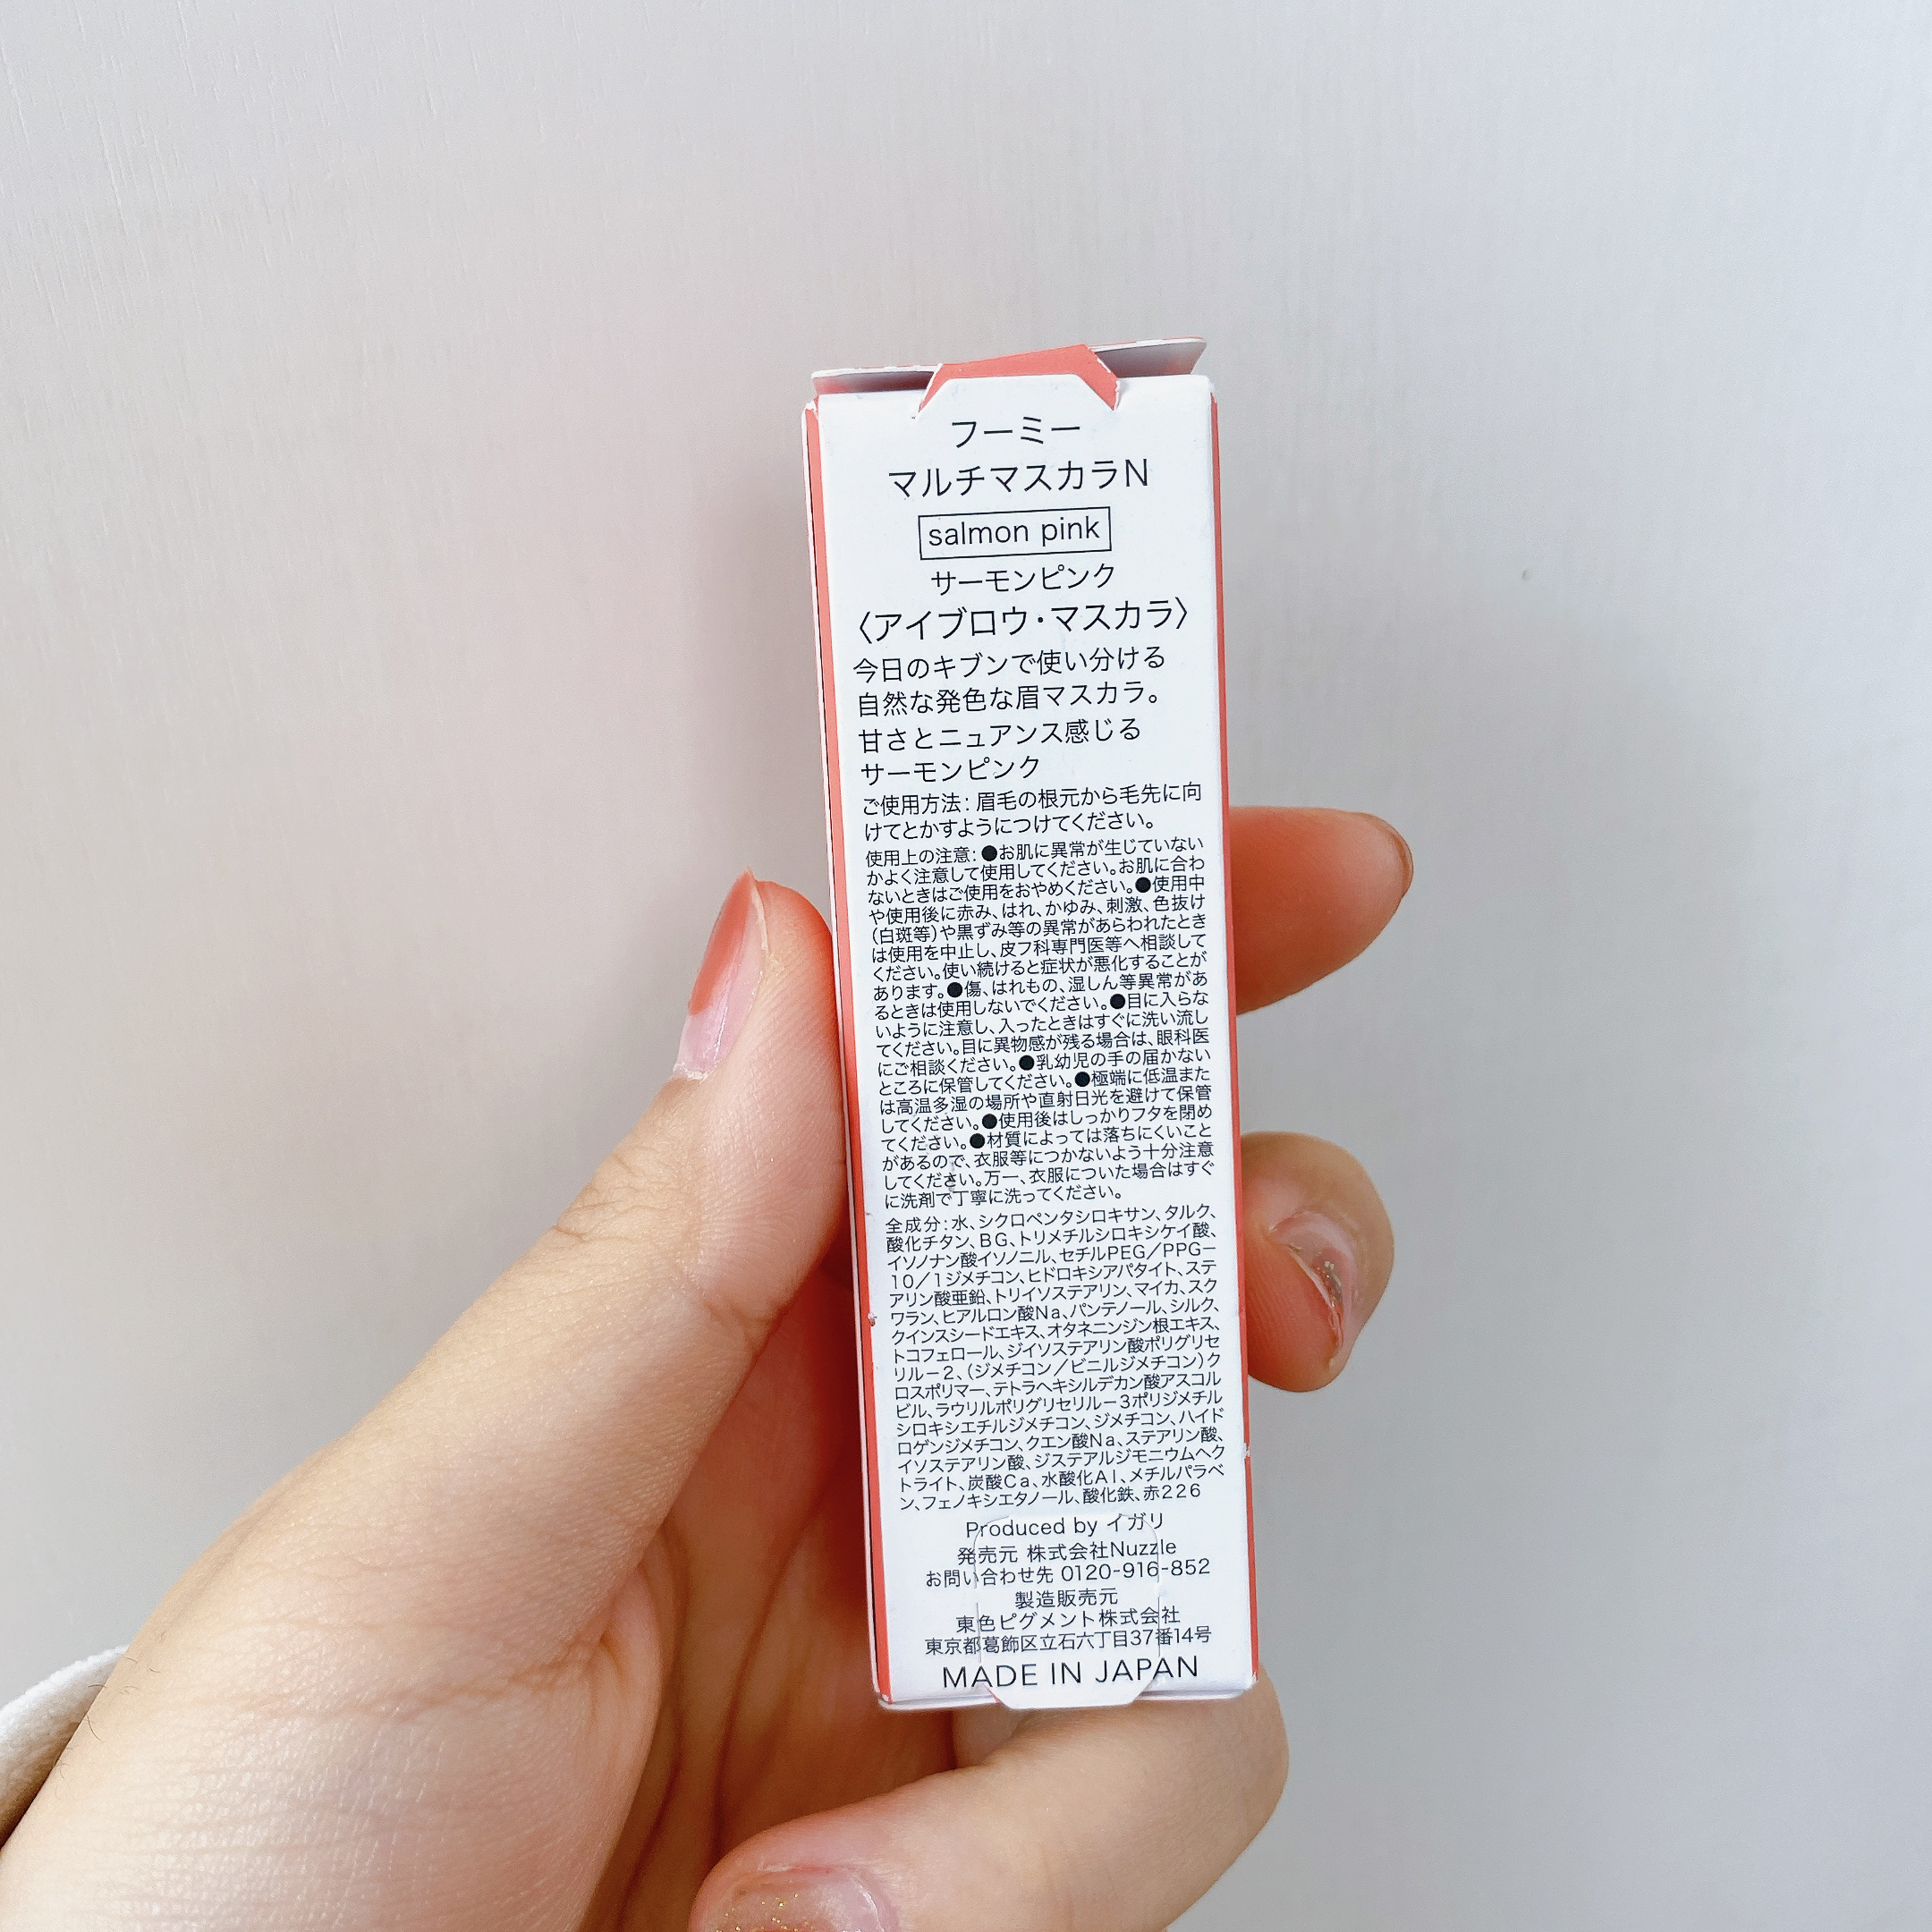 フーミー
マルチマスカラN
salmon pink
サーモンピンク
〈アイブロウ・マスカラ〉
今日のキブンで使い分ける
自然な発色な眉マスカラ。
甘さとニュアンス感じる
サーモンピンク
ご使用方法：眉毛の根元から毛先に向
けてとかすようにつけてください。
使用上の注意：●お肌に異常が生じていない
かよく注意して使用してください。お肌に合わ
ないときはご使用をおやめください。●使用中
や使用後に赤み、はれ、かゆみ、刺激、色抜け
（白斑等）や黒ずみ等の異常があらわれたとき
は使用を中止し、皮フ科専門医等へ相談して
ください。使い続けると症状が悪化することが
あります。●傷、はれもの、湿しん等異常があ
るときは使用しないでください。●目に入らな
いように注意し、入ったときはすぐに洗い流し
てください。目に異物感が残る場合は、眼科医
にご相談ください。●乳幼児の手の届かない
ところに保管してください。●極端に低温また
は高温多湿の場所や直射日光を避けて保管
してください。●使用後はしっかりフタを閉め
てください。●材質によっては落ちにくいこと
があるので、衣服等につかないよう十分注意
してください。万一、衣服についた場合はすぐ
に洗剤で丁寧に洗ってください。
全成分：水、シクロペンタシロキサン、タルク、
酸化チタン、BG、トリメチルシロキシケイ酸、
イソノナン酸イソノニル、セチルPEG／PPG－
10／1ジメチコン、ヒドロキシアパタイト、ステ
アリン酸亜鉛、トリイソステアリン、マイカ、スク
ワラン、ヒアルロン酸Na、パンテノール、シルク、
クインスシードエキス、オタネニンジン根エキス、
トコフェロール、ジイソステアリン酸ポリグリセ
リル－2、（ジメチコン／ビニルジメチコン）ク
ロスポリマー、テトラヘキシルデカン酸アスコル
ビル、ラウリルポリグリセリル－3ポリジメチル
シロキシエチルジメチコン、ジメチコン、ハイド
ロゲンジメチコン、クエン酸Na、ステアリン酸、
イソステアリン酸、ジステアルジモニウムヘク
トライト、炭酸Ca、水酸化Al、メチルパラベ
ン、フェノキシエタノール、酸化鉄、赤226
Produced by イガリ
発売元 株式会社Nuzzle
お問い合わせ先 0120-916-852
製造販売元
東色ピグメント株式会社
東京都葛飾区立石六丁目37番14号
MADE IN JAPAN